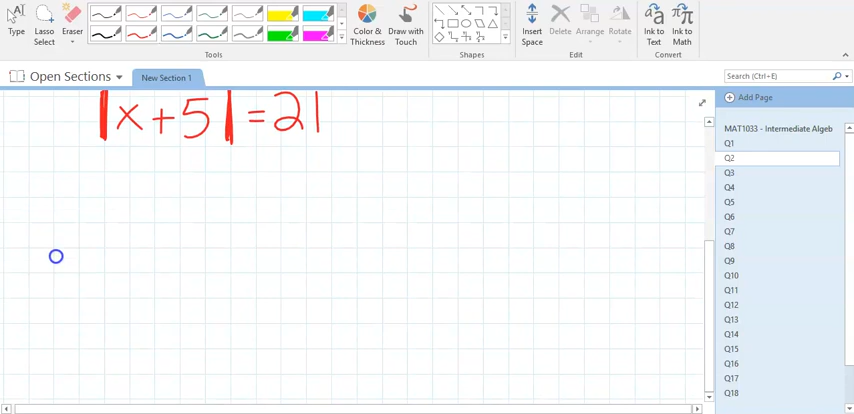 Type
Lasso Select
Eraser
Color & Thickness
Draw with Touch
Insert Space
Delete
Arrange
Rotate
Ink to Text
Ink to Math
Tools
Shapes
Convert
Open Sections
New Section 1
Search (Ctrl+E)
|x+5|=21
Add Page
MAT1033 - Intermediate Algeb
Q1
Q2
Q3
Q4
Q5
Q6
Q7
Q8
Q9
Q10
Q11
Q12
Q13
Q14
Q15
Q16
Q17
Q18